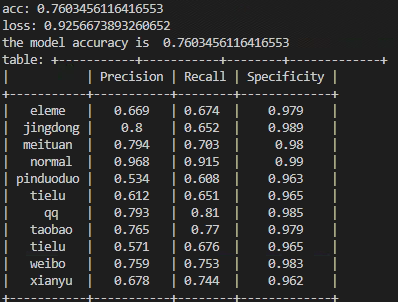 acc: 0.7603456116416553
loss: 0.9256673893260652
the model accuracy is  0.7603456116416553
table: +-----------+-----------+--------+-------------+
|           | Precision | Recall | Specificity |
+-----------+-----------+--------+-------------+
|   eleme   |   0.669   | 0.674  |    0.979    |
|  jingdong |    0.8    | 0.652  |    0.989    |
|  meituan  |   0.794   | 0.703  |     0.98    |
|   normal  |   0.968   | 0.915  |     0.99    |
| pinduoduo |   0.534   | 0.608  |    0.963    |
|   tielu   |   0.612   | 0.651  |    0.965    |
|     qq    |   0.793   |  0.81  |    0.985    |
|   taobao  |   0.765   |  0.77  |    0.979    |
|   tielu   |   0.571   | 0.676  |    0.965    |
|   weibo   |   0.759   | 0.753  |    0.983    |
|   xianyu  |   0.678   | 0.744  |    0.962    |
+-----------+-----------+--------+-------------+